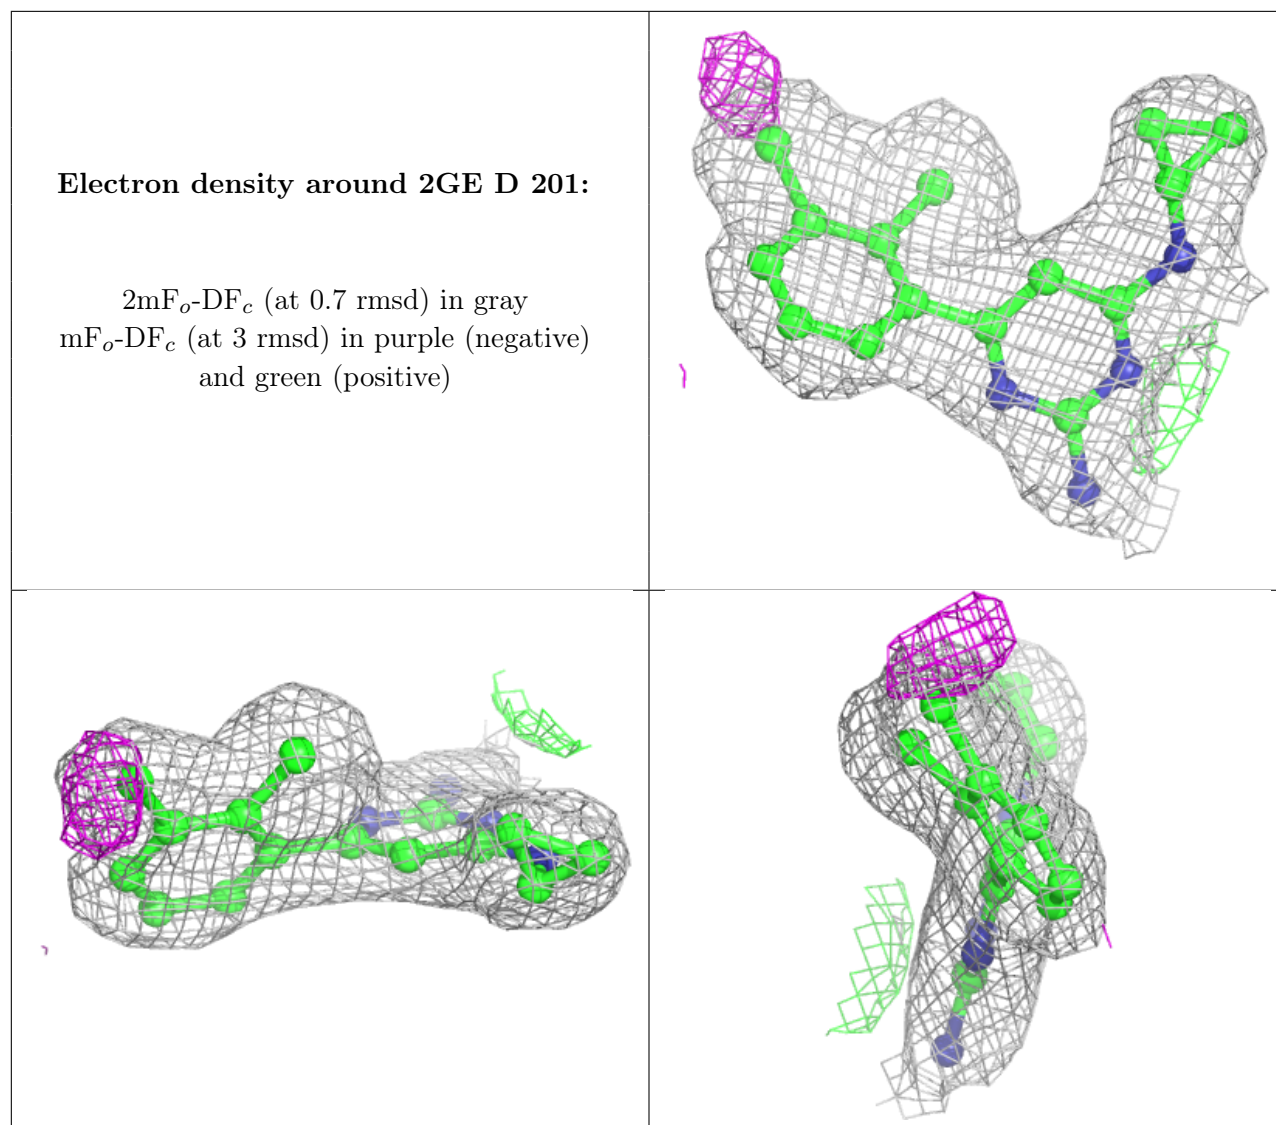 Electron density around 2GE D 201:
2mFo-DFc (at 0.7 rmsd) in gray
mFo-DFc (at 3 rmsd) in purple (negative)
and green (positive)